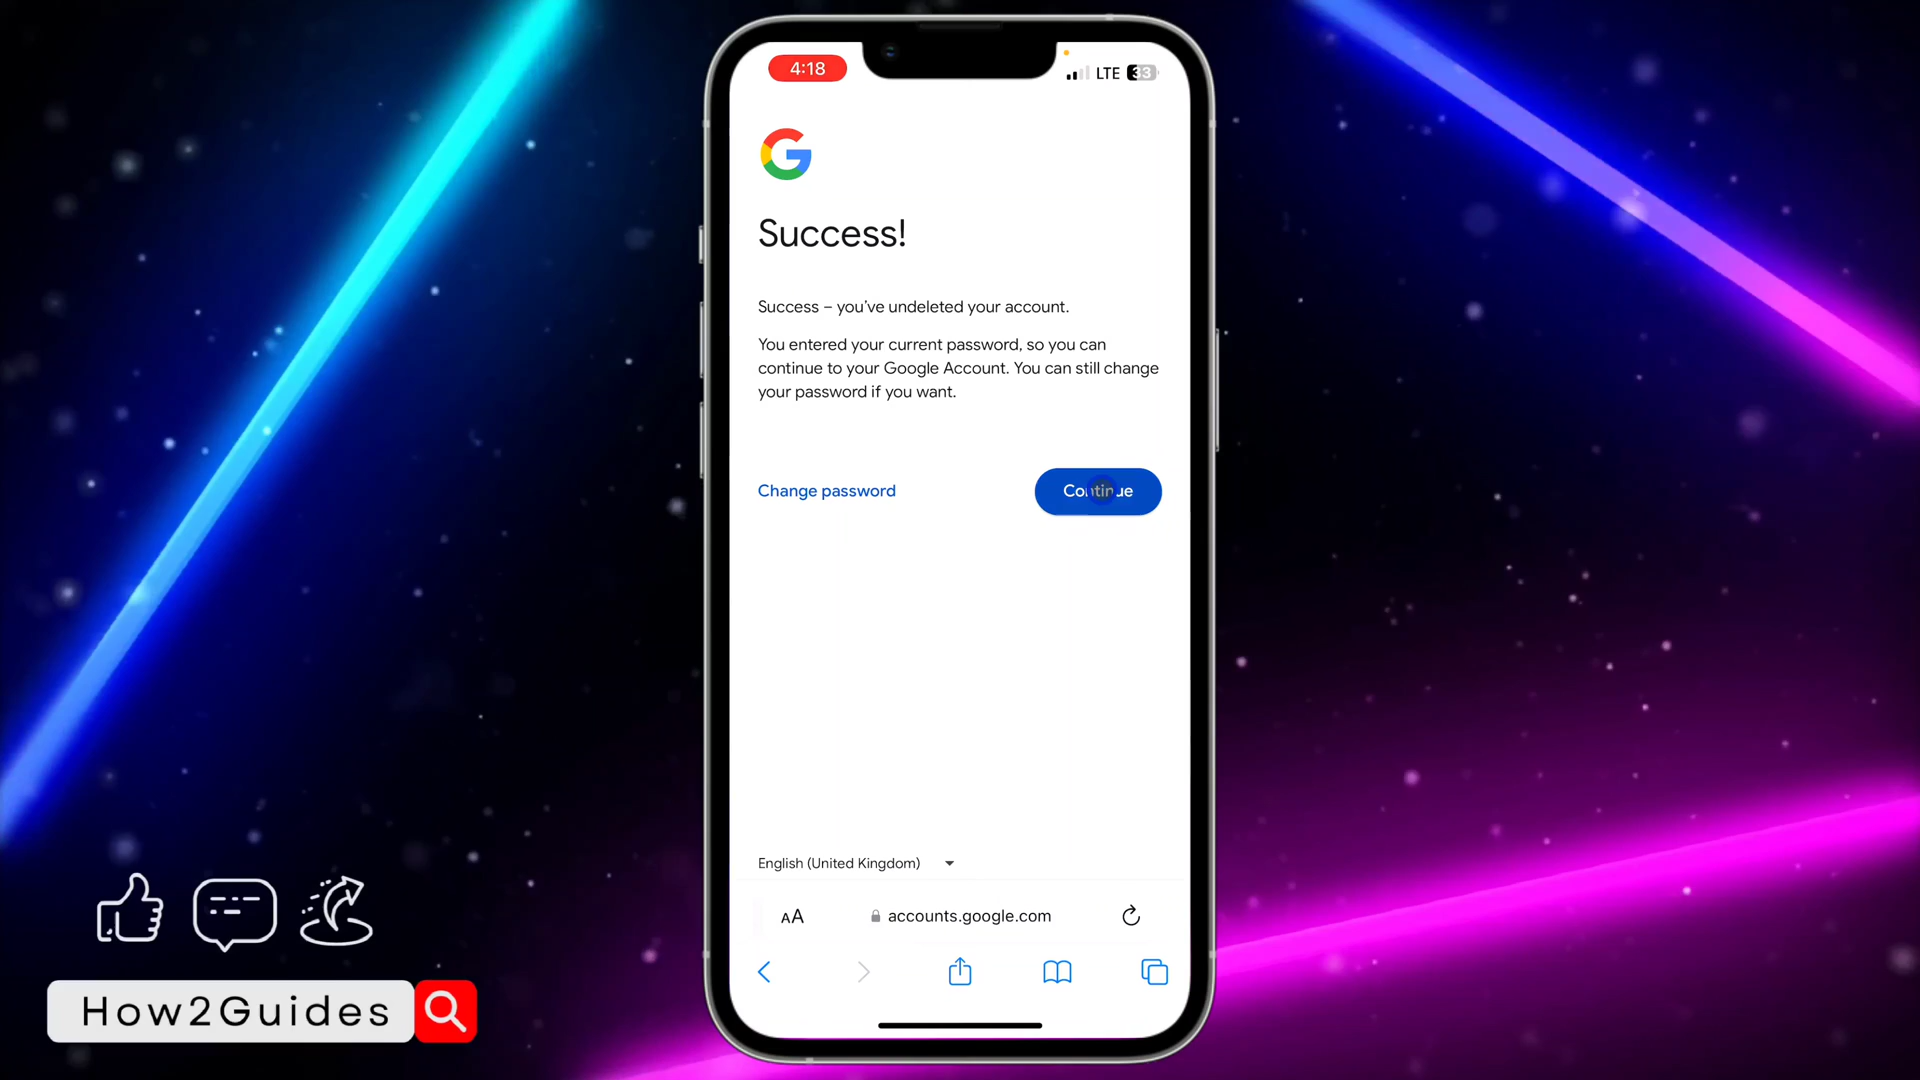 4:18
LTE 33
Success!
Success – you’ve undeleted your account.
You entered your current password, so you can
continue to your Google Account. You can still change
your password if you want.
Change password
Continue
English (United Kingdom)
AA
accounts.google.com
How2Guides